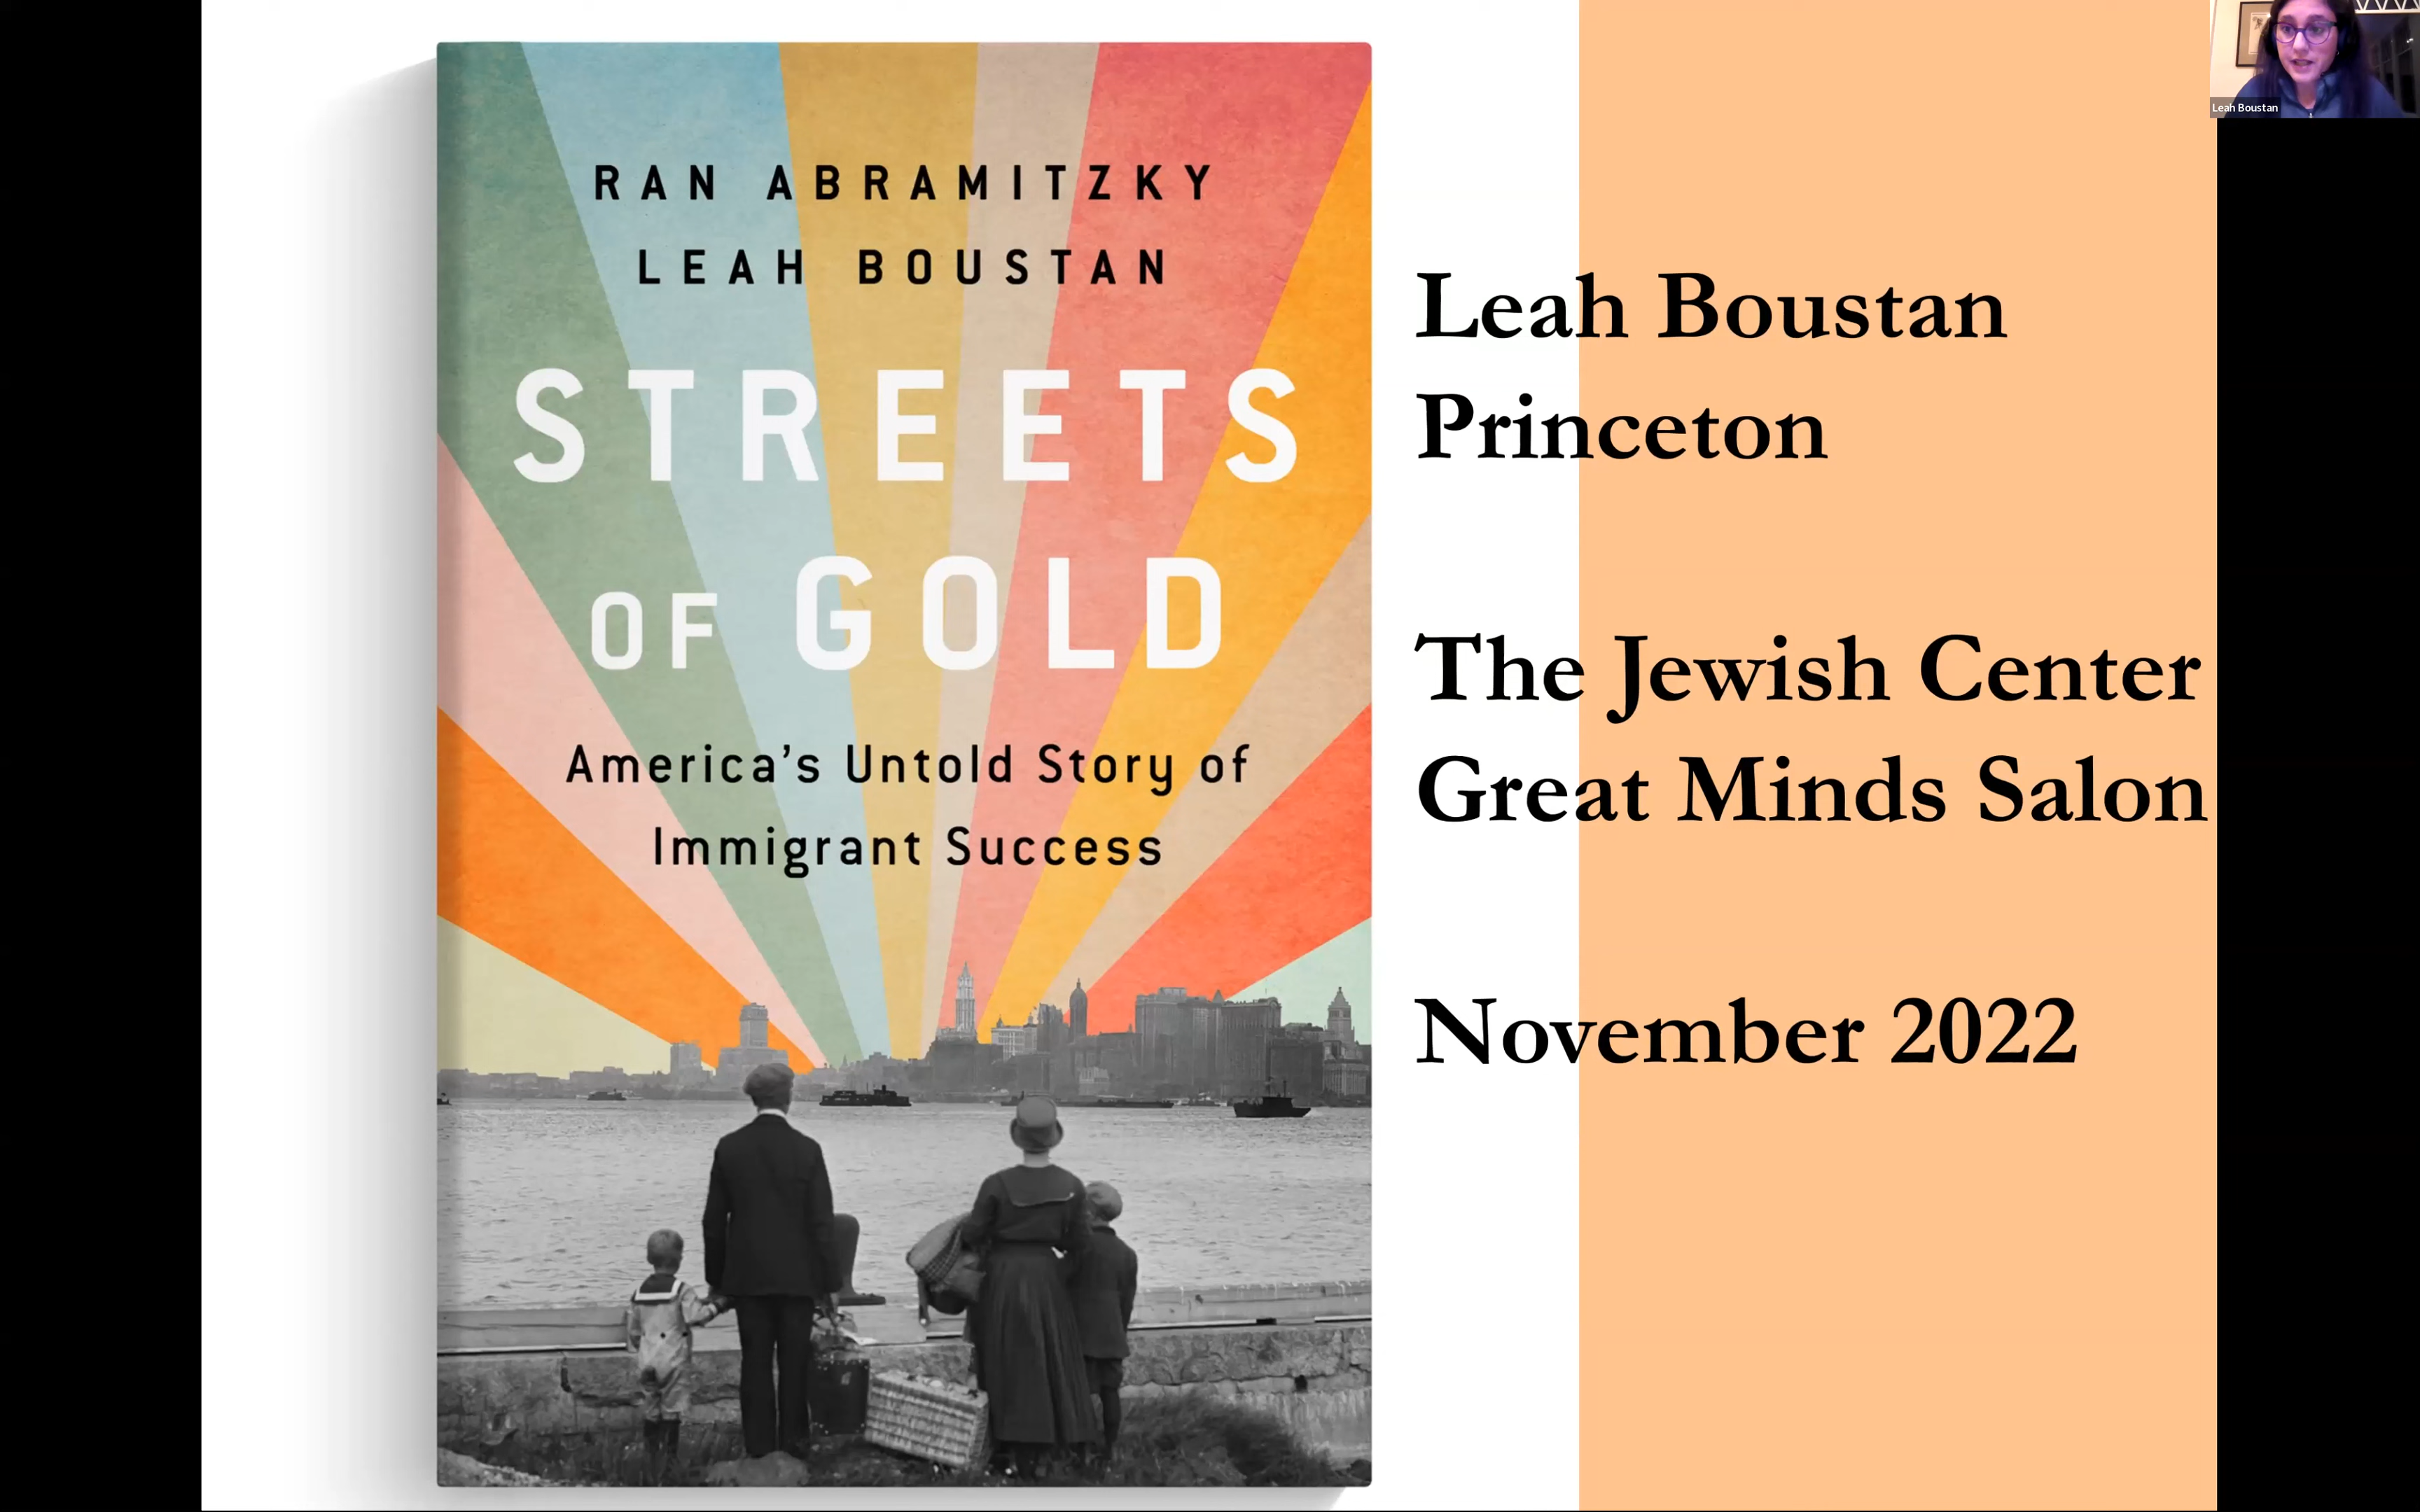 RAN ABRAMITZKY
LEAH BOUSTAN
STREETS
OF GOLD
America's Untold Story of
Immigrant Success
Leah Boustan
Princeton
The Jewish Center
Great Minds Salon
November 2022
Leah Boustan